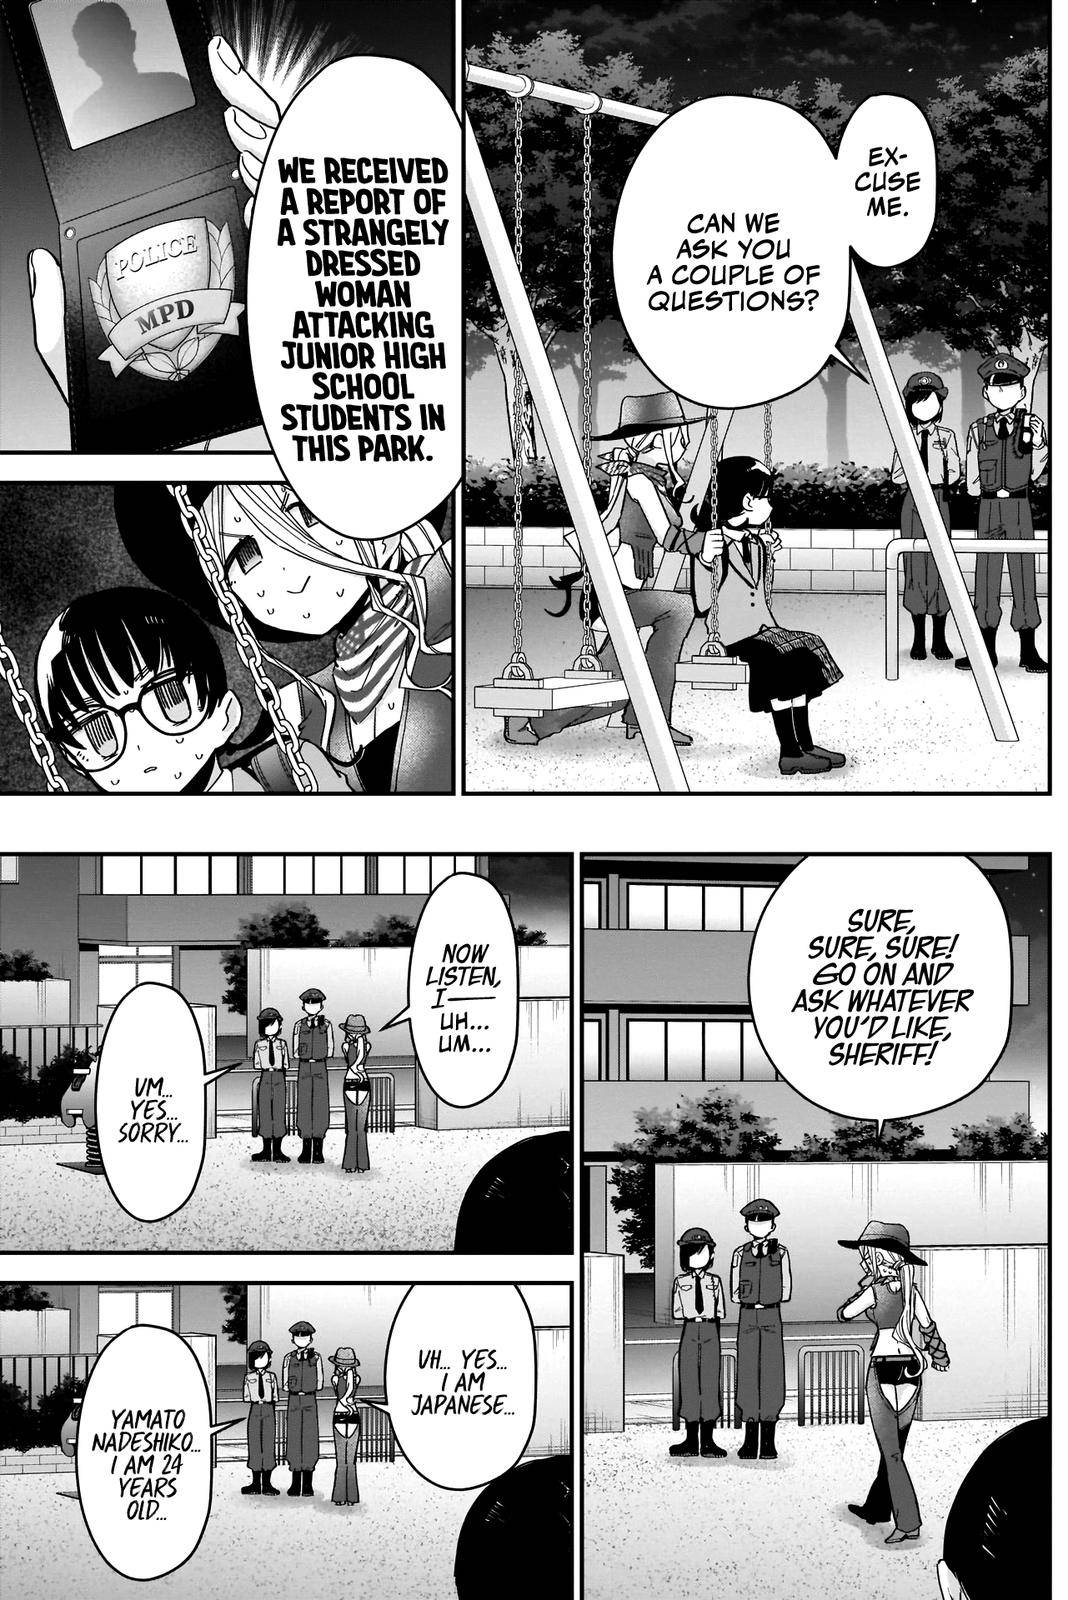 EX-
CUSE
ME.
CAN WE
ASK YOU
A COUPLE OF
QUESTIONS?
WE RECEIVED
A REPORT OF
A STRANGELY
DRESSED
WOMAN
ATTACKING
JUNIOR HIGH
SCHOOL
STUDENTS IN
THIS PARK.
POLICE
MPD
SURE,
SURE, SURE!
GO ON AND
ASK WHATEVER
YOU'D LIKE,
SHERIFF!
NOW
LISTEN,
I——
UH...
UM...
UM...
YES...
SORRY...
UH... YES...
I AM
JAPANESE...
YAMATO
NADESHIKO...
I AM 24
YEARS
OLD...